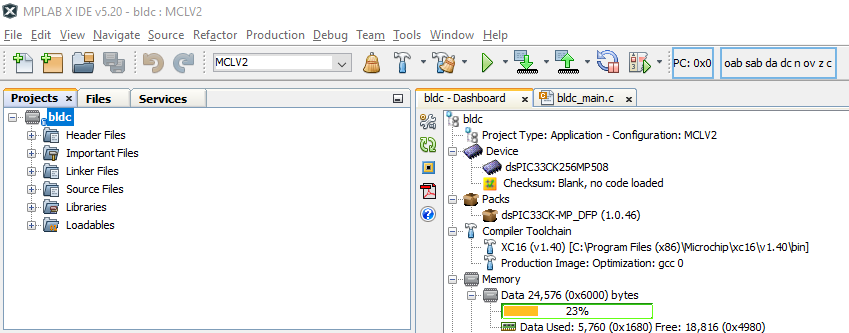 MPLAB X IDE v5.20 - bldc : MCLV2
File Edit View Navigate Source Refactor Production Debug Team Tools Window Help
MCLV2 PC: 0x0 oab sab da dc n ov z c
Projects Files Services
bldc
Header Files
Important Files
Linker Files
Source Files
Libraries
Loadables
bldc - Dashboard bldc_main.c
bldc
Project Type: Application - Configuration: MCLV2
Device
dsPIC33CK256MP508
Checksum: Blank, no code loaded
Packs
dsPIC33CK-MP_DFP (1.0.46)
Compiler Toolchain
XC16 (v1.40) [C:\Program Files (x86)\Microchip\xc16\v1.40\bin]
Production Image: Optimization: gcc 0
Memory
Data 24,576 (0x6000) bytes
23%
Data Used: 5,760 (0x1680) Free: 18,816 (0x4980)